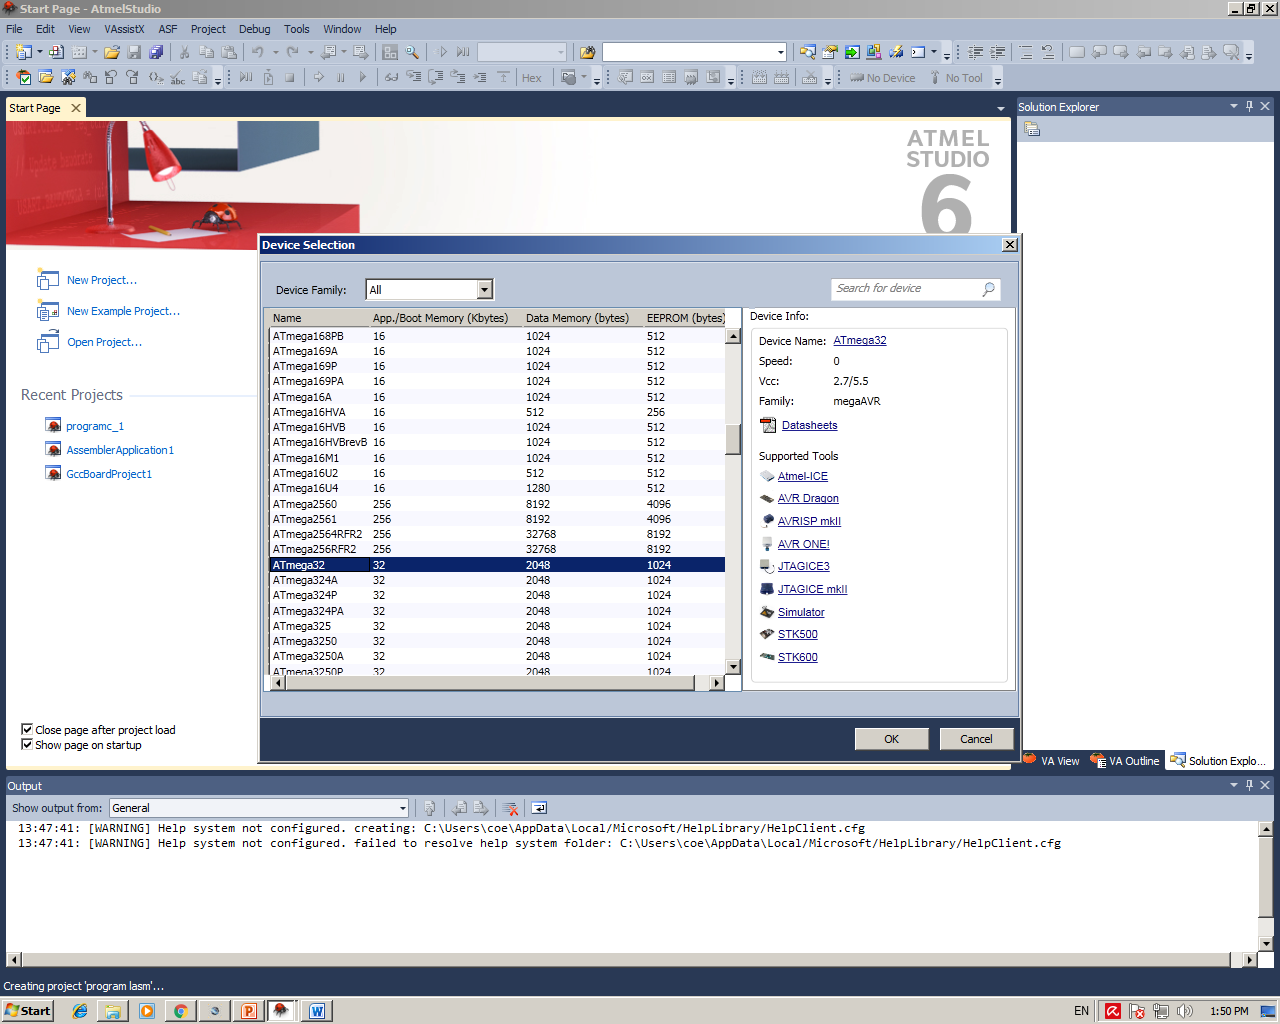 Start Page - AtmelStudio
File Edit View VAssistX ASF Project Debug Tools Window Help
Hex No Device No Tool
Start Page
Solution Explorer
ATMEL
STUDIO
6
New Project...
New Example Project...
Open Project...
Recent Projects
programc_1
AssemblerApplication1
GccBoardProject1
Close page after project load
Show page on startup
Device Selection
Device Family: All
Search for device
Name App./Boot Memory (Kbytes) Data Memory (bytes) EEPROM (bytes)
ATmega168PB 16 1024 512
ATmega169A 16 1024 512
ATmega169P 16 1024 512
ATmega169PA 16 1024 512
ATmega16A 16 1024 512
ATmega16HVA 16 512 256
ATmega16HVB 16 1024 512
ATmega16HVBrevB 16 1024 512
ATmega16M1 16 1024 512
ATmega16U2 16 512 512
ATmega16U4 16 1280 512
ATmega2560 256 8192 4096
ATmega2561 256 8192 4096
ATmega2564RFR2 256 32768 8192
ATmega256RFR2 256 32768 8192
ATmega32 32 2048 1024
ATmega324A 32 2048 1024
ATmega324P 32 2048 1024
ATmega324PA 32 2048 1024
ATmega325 32 2048 1024
ATmega3250 32 2048 1024
ATmega3250A 32 2048 1024
ATmega3250P 32 2048 1024
Device Info:
Device Name: ATmega32
Speed: 0
Vcc: 2.7/5.5
Family: megaAVR
Datasheets
Supported Tools
Atmel-ICE
AVR Dragon
AVRISP mkII
AVR ONE!
JTAGICE3
JTAGICE mkII
Simulator
STK500
STK600
OK Cancel
VA View VA Outline Solution Explo...
Output
Show output from: General
13:47:41: [WARNING] Help system not configured. creating: C:\Users\coe\AppData\Local/Microsoft/HelpLibrary/HelpClient.cfg
13:47:41: [WARNING] Help system not configured. failed to resolve help system folder: C:\Users\coe\AppData\Local/Microsoft/HelpLibrary/HelpClient.cfg
Creating project 'program lasm'...
Start EN 1:50 PM